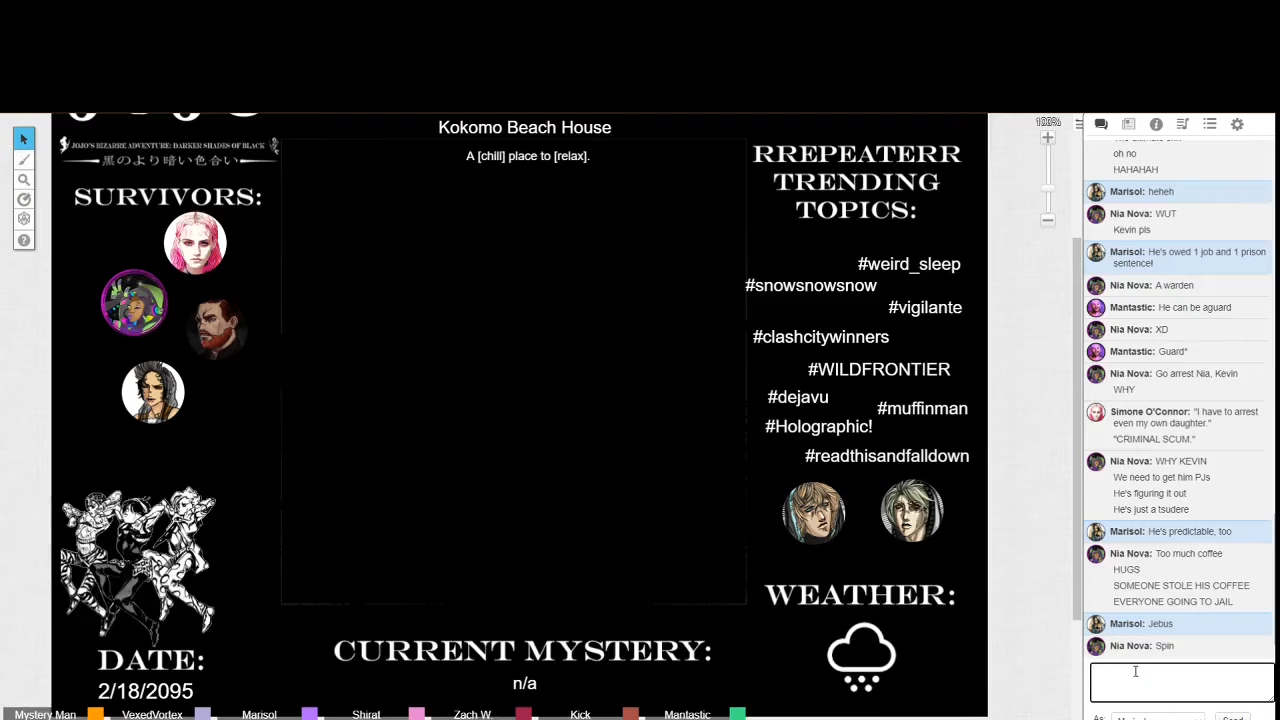 Kokomo Beach House
A [chill] place to [relax].
JOJO'S BIZARRE ADVENTURE: DARKER SHADES OF BLACK
黒のより暗い色合い
SURVIVORS:
DATE:
2/18/2095
CURRENT MYSTERY:
n/a
RREPEATERR
TRENDING
TOPICS:
#weird_sleep
#snowsnowsnow
#vigilante
#clashcitywinners
#WILDFRONTIER
#dejavu
#muffinman
#Holographic!
#readthisandfalldown
WEATHER:
100%
oh no
HAHAHAH
Marisol: heheh
Nia Nova: WUT
Kevin pls
Marisol: He's owed 1 job and 1 prison
sentence!
Nia Nova: A warden
Mantastic: He can be aguard
Nia Nova: XD
Mantastic: Guard*
Nia Nova: Go arrest Nia, Kevin
WHY
Simone O'Connor: "I have to arrest
even my own daughter."
"CRIMINAL SCUM."
Nia Nova: WHY KEVIN
We need to get him PJs
He's figuring it out
He's just a tsudere
Marisol: He's predictable, too
Nia Nova: Too much coffee
HUGS
SOMEONE STOLE HIS COFFEE
EVERYONE GOING TO JAIL
Marisol: Jebus
Nia Nova: Spin
As:
Send
Mystery Man
VexedVortex
Marisol
Shirat
Zach W.
Kick
Mantastic